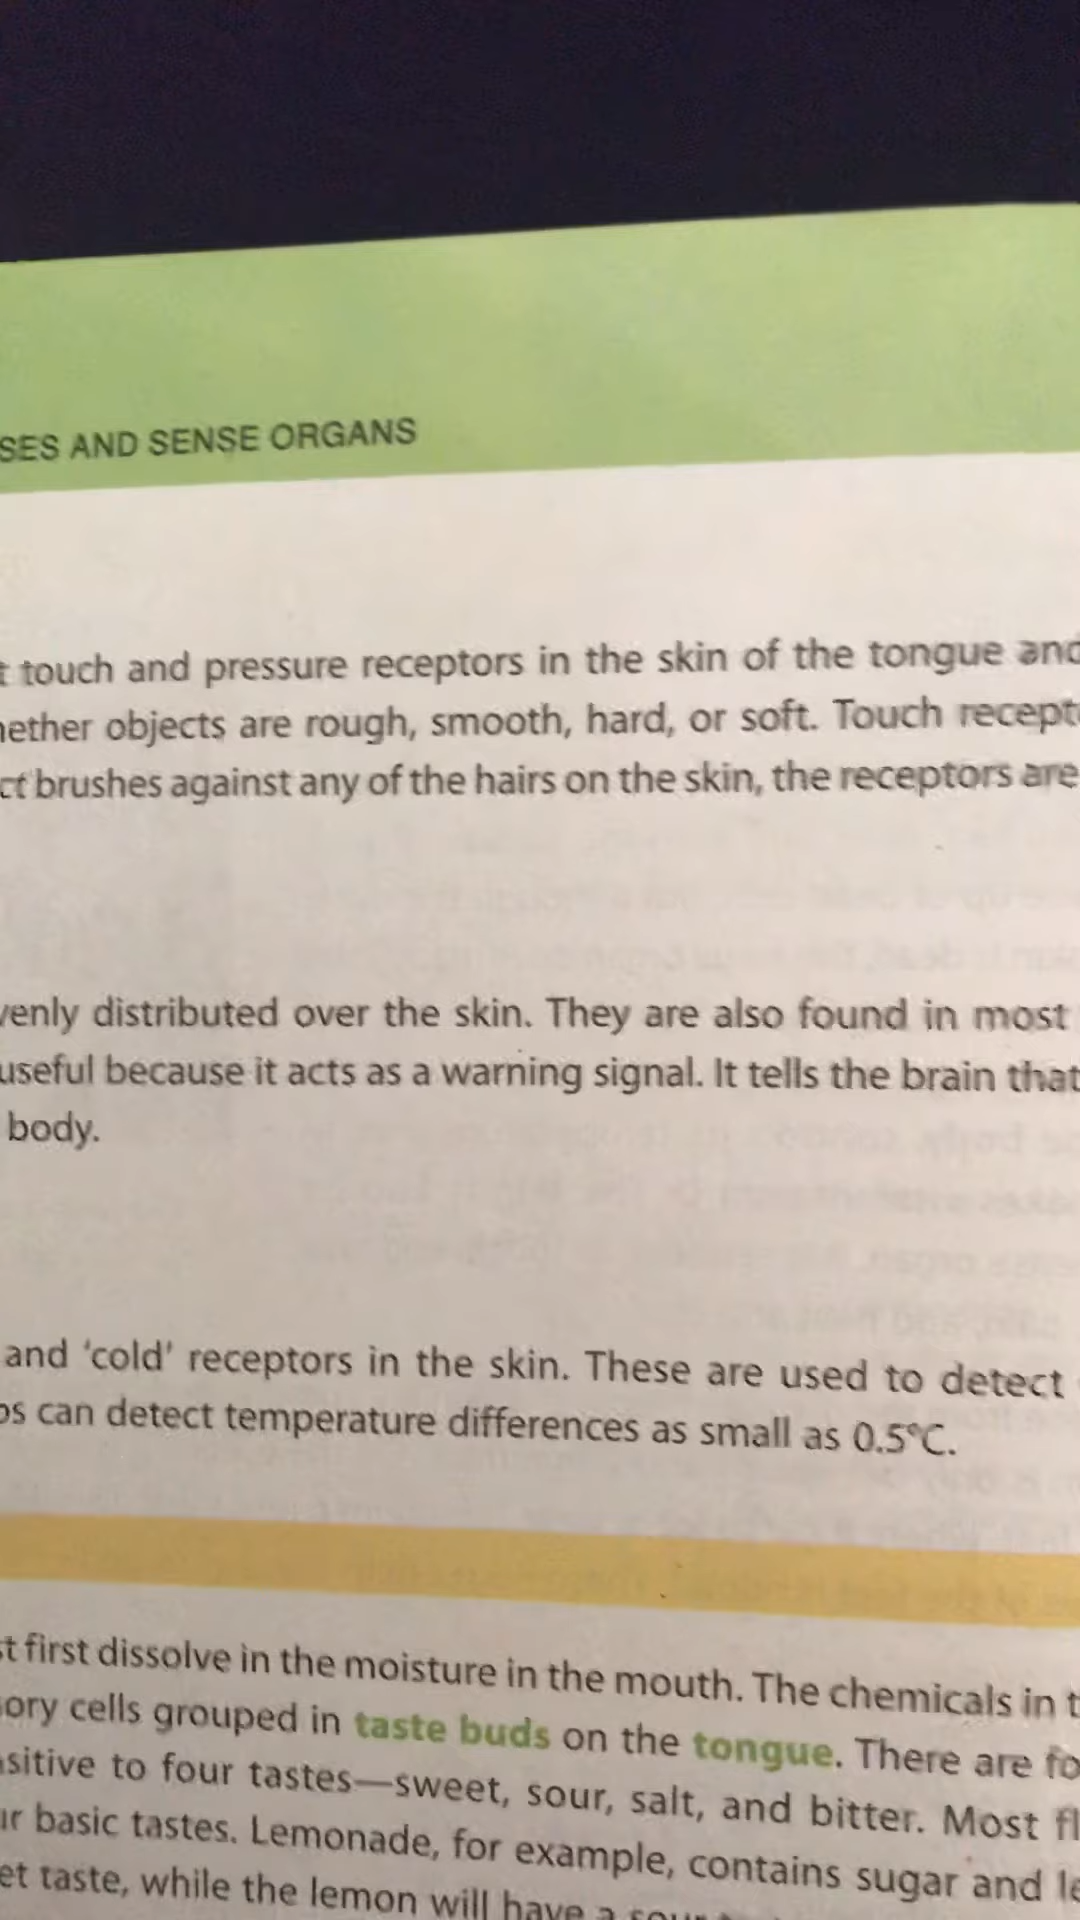 SES AND SENSE ORGANS
touch and pressure receptors in the skin of the tongue and
hether objects are rough, smooth, hard, or soft. Touch recept
ct brushes against any of the hairs on the skin, the receptors are
venly distributed over the skin. They are also found in most
useful because it acts as a warning signal. It tells the brain that
body.
and ‘cold’ receptors in the skin. These are used to detect
ps can detect temperature differences as small as 0.5°C.
st first dissolve in the moisture in the mouth. The chemicals in
ory cells grouped in taste buds on the tongue. There are fo
sitive to four tastes—sweet, sour, salt, and bitter. Most fl
ur basic tastes. Lemonade, for example, contains sugar and le
et taste, while the lemon will have a